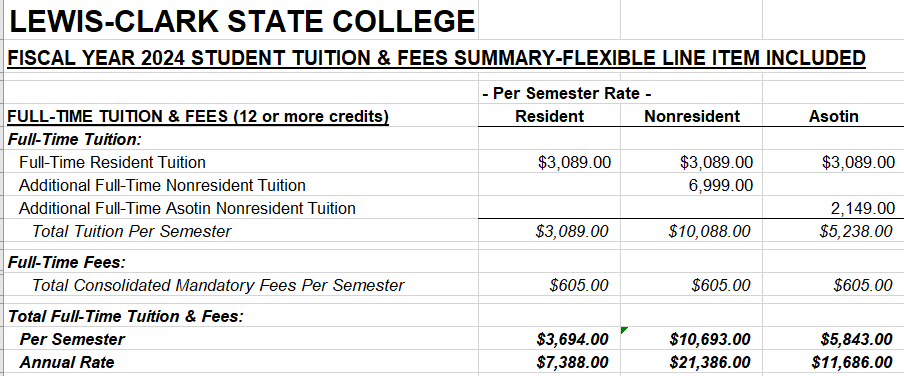 LEWIS-CLARK STATE COLLEGE
FISCAL YEAR 2024 STUDENT TUITION & FEES SUMMARY-FLEXIBLE LINE ITEM INCLUDED
- Per Semester Rate -
FULL-TIME TUITION & FEES (12 or more credits) Resident Nonresident Asotin
Full-Time Tuition:
Full-Time Resident Tuition $3,089.00 $3,089.00 $3,089.00
Additional Full-Time Nonresident Tuition 6,999.00
Additional Full-Time Asotin Nonresident Tuition 2,149.00
Total Tuition Per Semester $3,089.00 $10,088.00 $5,238.00
Full-Time Fees:
Total Consolidated Mandatory Fees Per Semester $605.00 $605.00 $605.00
Total Full-Time Tuition & Fees:
Per Semester $3,694.00 $10,693.00 $5,843.00
Annual Rate $7,388.00 $21,386.00 $11,686.00